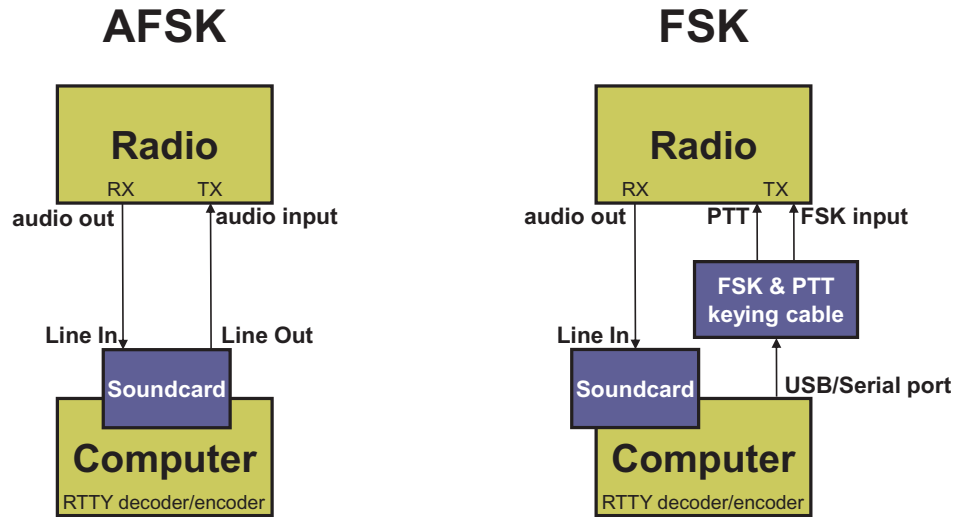 AFSK
Radio
RX TX
audio out audio input
Line In Line Out
Soundcard
Computer
RTTY decoder/encoder
FSK
Radio
RX TX
audio out PTT FSK input
FSK & PTT
keying cable
Line In
Soundcard
USB/Serial port
Computer
RTTY decoder/encoder